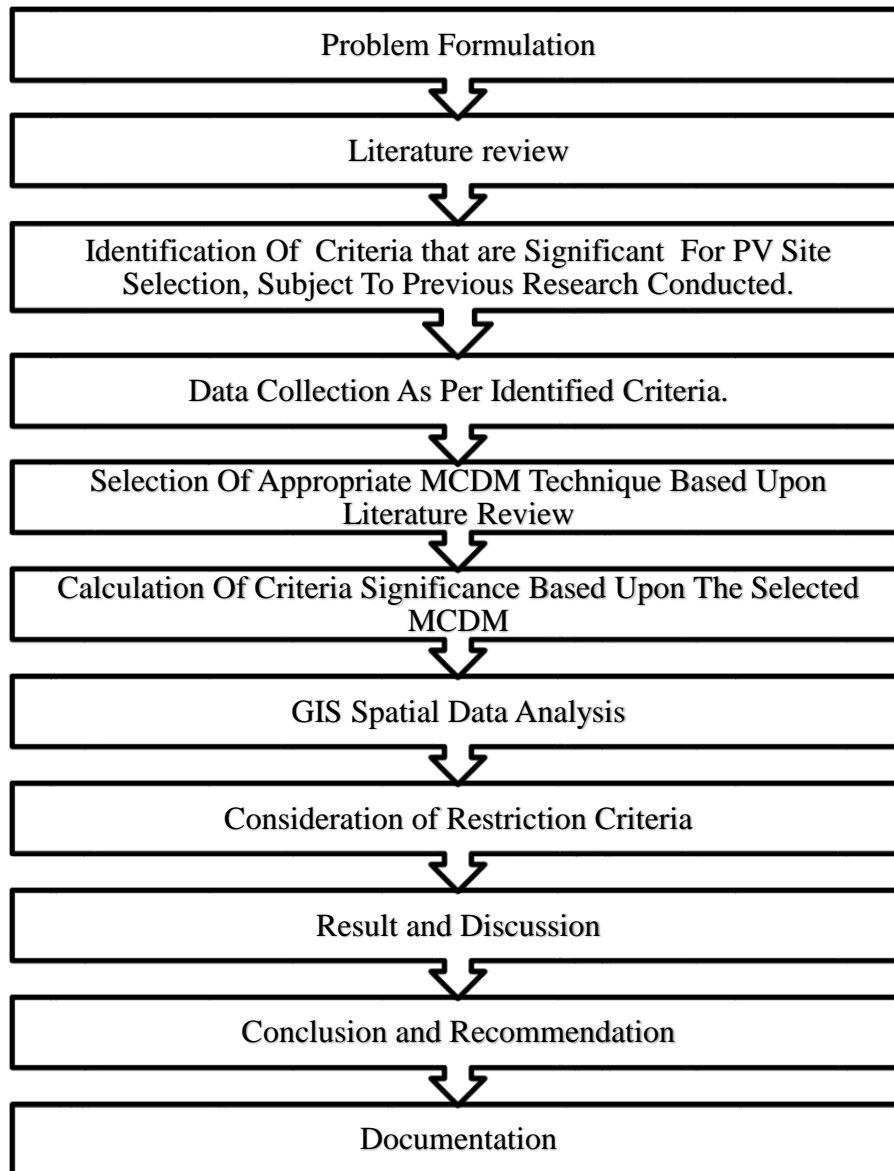 Problem Formulation
Literature review
Identification Of Criteria that are Significant For PV Site
Selection, Subject To Previous Research Conducted.
Data Collection As Per Identified Criteria.
Selection Of Appropriate MCDM Technique Based Upon
Literature Review
Calculation Of Criteria Significance Based Upon The Selected
MCDM
GIS Spatial Data Analysis
Consideration of Restriction Criteria
Result and Discussion
Conclusion and Recommendation
Documentation